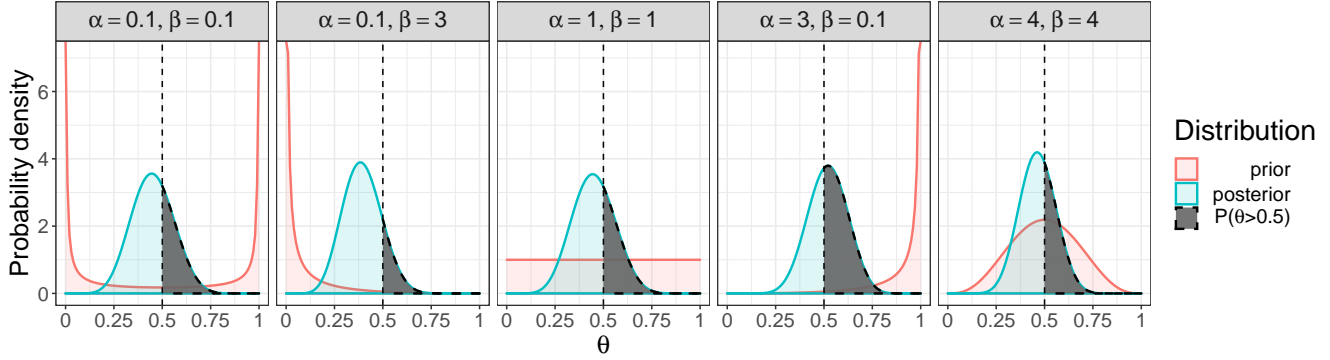 α = 0.1, β = 0.1
α = 0.1, β = 3
α = 1, β = 1
α = 3, β = 0.1
α = 4, β = 4
Probability density
6
4
2
0
0 0.25 0.5 0.75 1
0 0.25 0.5 0.75 1
0 0.25 0.5 0.75 1
0 0.25 0.5 0.75 1
0 0.25 0.5 0.75 1
θ
Distribution
prior
posterior
P(θ>0.5)